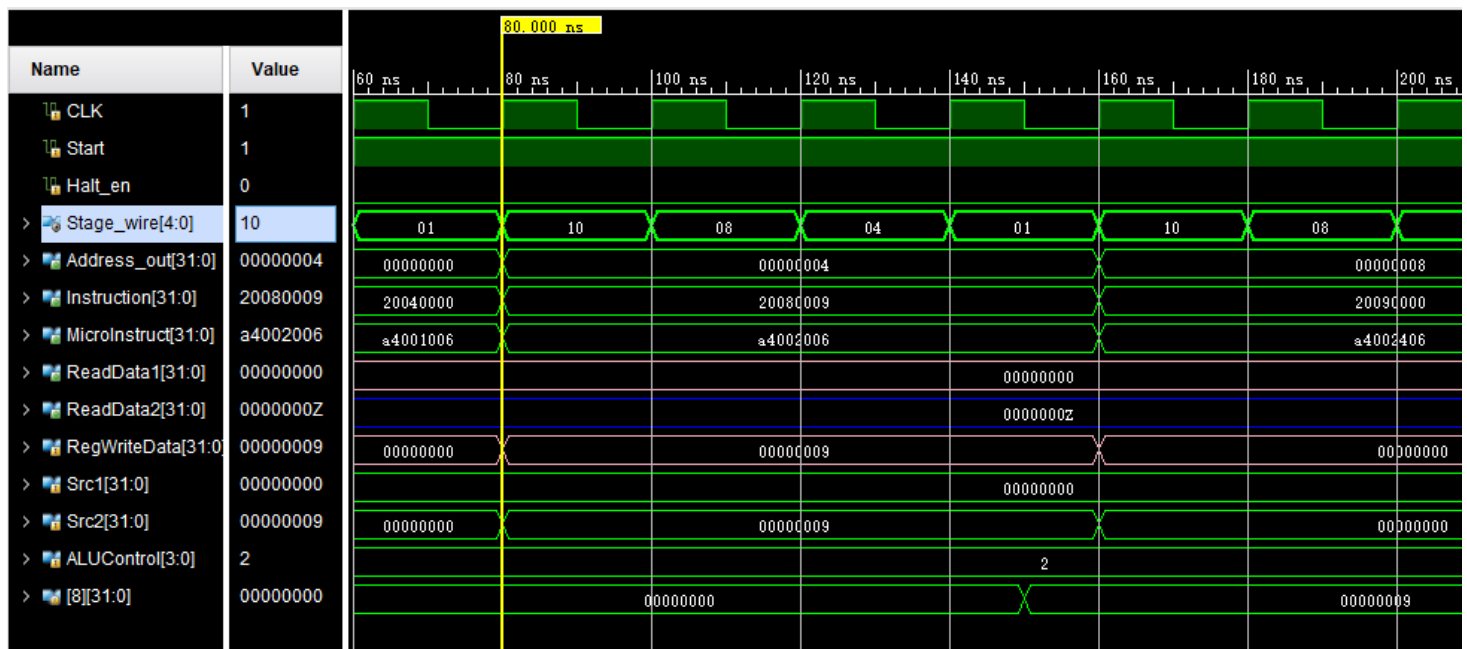 80.000 ns
Name Value
60 ns 80 ns 100 ns 120 ns 140 ns 160 ns 180 ns 200 ns
CLK 1
Start 1
Halt_en 0
Stage_wire[4:0] 10 01 10 08 04 01 10 08
Address_out[31:0] 00000004 00000000 00000004 00000008
Instruction[31:0] 20080009 20040000 20080009 20090000
MicroInstruct[31:0] a4002006 a4001006 a4002006 a4002406
ReadData1[31:0] 00000000 00000000
ReadData2[31:0] 0000000Z 0000000Z
RegWriteData[31:0] 00000009 00000000 00000009 00000000
Src1[31:0] 00000000 00000000
Src2[31:0] 00000009 00000000 00000009 00000000
ALUControl[3:0] 2 2
[8][31:0] 00000000 00000000 00000009